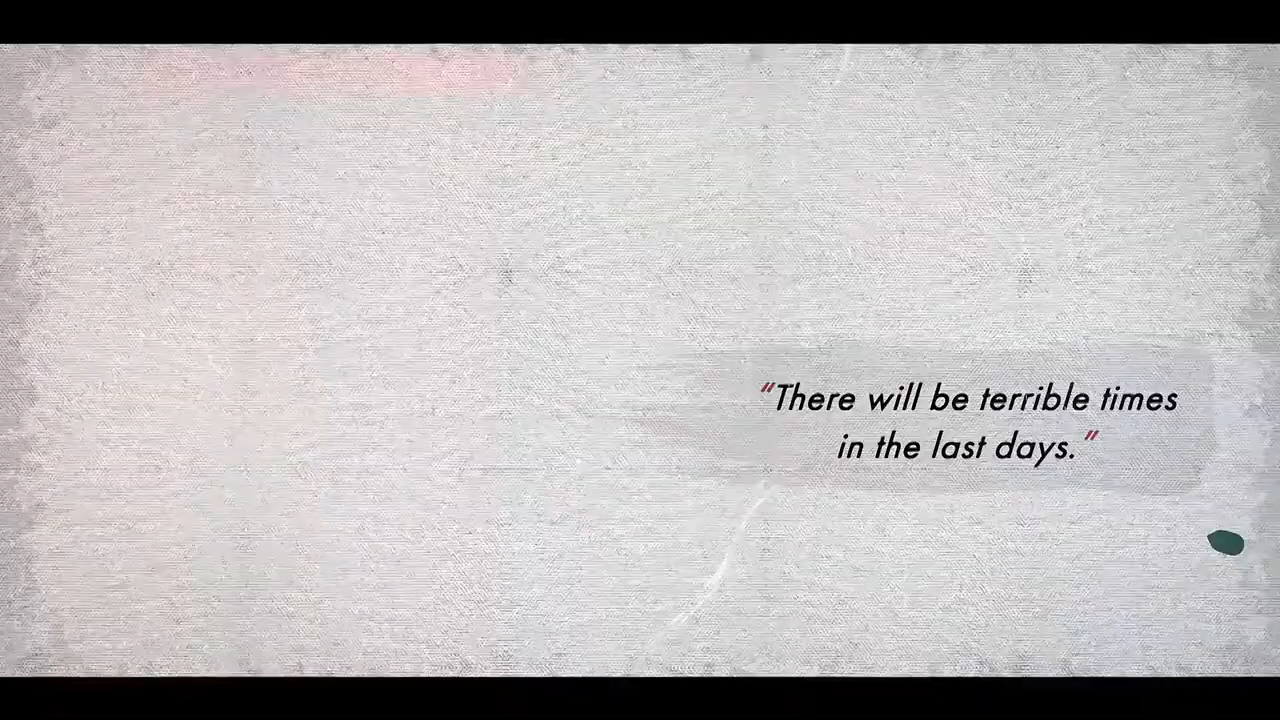 “There will be terrible times
in the last days.”